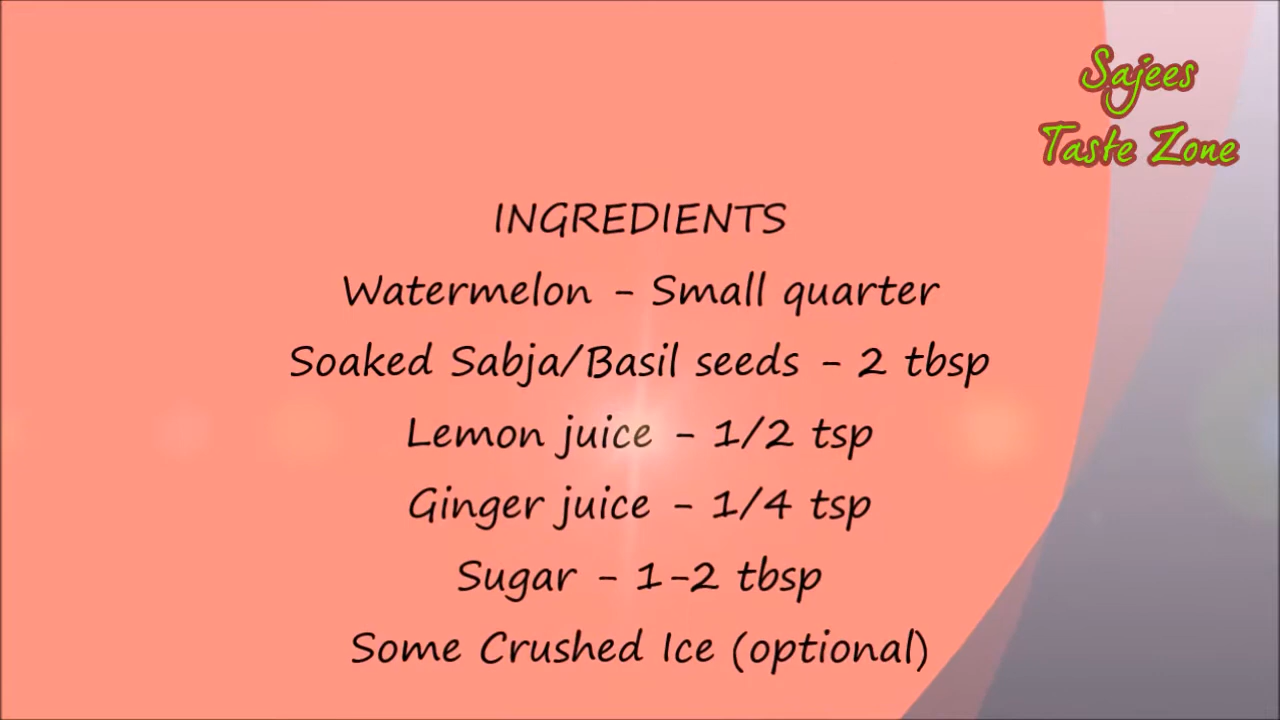 Sajees
Taste Zone
INGREDIENTS
Watermelon - Small quarter
Soaked Sabja/Basil seeds - 2 tbsp
Lemon juice - 1/2 tsp
Ginger juice - 1/4 tsp
Sugar - 1-2 tbsp
Some Crushed Ice (optional)